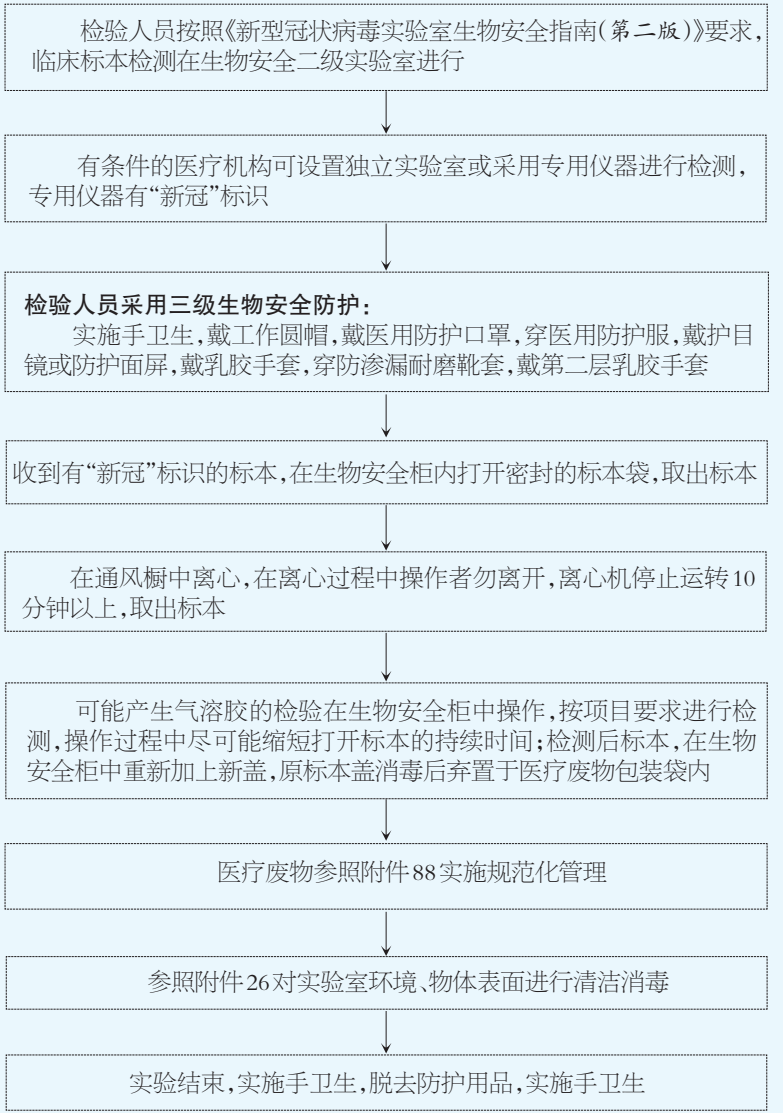 检验人员按照《新型冠状病毒实验室生物安全指南(第二版)》要求,
临床标本检测在生物安全二级实验室进行
有条件的医疗机构可设置独立实验室或采用专用仪器进行检测,
专用仪器有“新冠”标识
检验人员采用三级生物安全防护:
实施手卫生,戴工作圆帽,戴医用防护口罩,穿医用防护服,戴护目
镜或防护面屏,戴乳胶手套,穿防渗漏耐磨靴套,戴第二层乳胶手套
收到有“新冠”标识的标本,在生物安全柜内打开密封的标本袋,取出标本
在通风橱中离心,在离心过程中操作者勿离开,离心机停止运转10
分钟以上,取出标本
可能产生气溶胶的检验在生物安全柜中操作,按项目要求进行检
测,操作过程中尽可能缩短打开标本的持续时间;检测后标本,在生物
安全柜中重新加上新盖,原标本盖消毒后弃置于医疗废物包装袋内
医疗废物参照附件88实施规范化管理
参照附件26对实验室环境、物体表面进行清洁消毒
实验结束,实施手卫生,脱去防护用品,实施手卫生